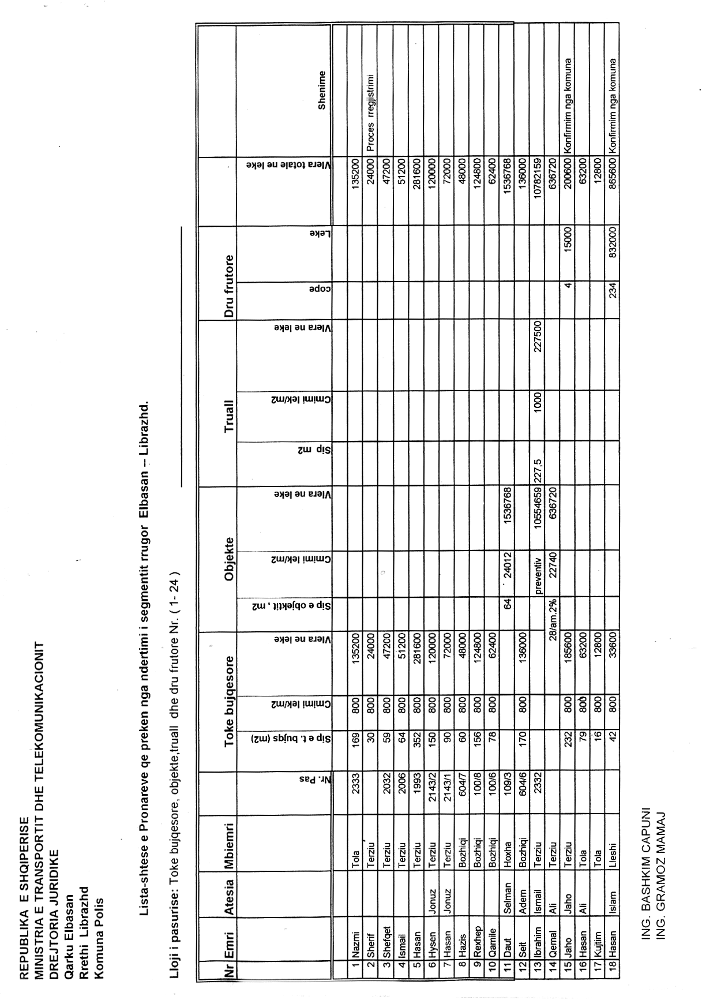 REPUBLIKA E SHQIPERISE
MINISTRIA E TRANSPORTIT DHE TELEKOMUNIKACIONIT
DREJTORIA JURIDIKE
Qarku Elbasan
Rrethi Librazhd
Komuna Polis
Lista-shtese e Pronareve qe preken nga ndertimi i segmentit rrugor Elbasan – Librazhd.
Lloji i pasurise: Toke bujqesore, objekte,truall dhe dru frutore Nr. ( 1- 24 )
Nr Emri Atesia Mbiemri Toke bujqesore Objekte Truall Dru frutore
Nr. Pas Sip e t. bujqs (m2) Cmimi lek/m2 Vlera ne leke Sip e objektit , m2 Cmimi lek/m2 Vlera ne leke Sip m2 Cmimi lek/m2 Vlera ne leke cope Leke Vlera totale ne leke Shenime
1 Nazmi Tola 2333 169 800 135200 135200
2 Sherif Terziu 30 800 24000 24000 Proces rregjistrimi
3 Shefqet Terziu 2032 59 800 47200 47200
4 Ismail Terziu 2006 64 800 51200 51200
5 Hasan Terziu 1993 352 800 281600 281600
6 Hysen Jonuz Terziu 2143/2 150 800 120000 120000
7 Hasan Jonuz Terziu 2143/1 90 800 72000 72000
8 Hazis Bozhiqi 604/7 60 800 48000 48000
9 Rexhep Bozhiqi 100/8 156 800 124800 124800
10 Qamile Bozhiqi 100/6 78 800 62400 62400
11 Daut Selman Hoxha 109/3 64 24012 1536768 1536768
12 Seit Adem Bozhiqi 604/6 170 800 136000 136000
13 Ibrahim Ismail Terziu 2332 preventiv 10554659 227,5 1000 227500 10782159
14 Qemal Ali Terziu 28/am.2% 22740 636720 636720
15 Jaho Jaho Terziu 232 800 185600 4 15000 200600 Konfirmim nga komuna
16 Hasan Ali Tola 79 800 63200 63200
17 Kujtim Tola 16 800 12800 12800
18 Hasan Islam Lleshi 42 800 33600 234 832000 865600 Konfirmim nga komuna
ING. BASHKIM CAPUNI
ING. GRAMOZ MAMAJ